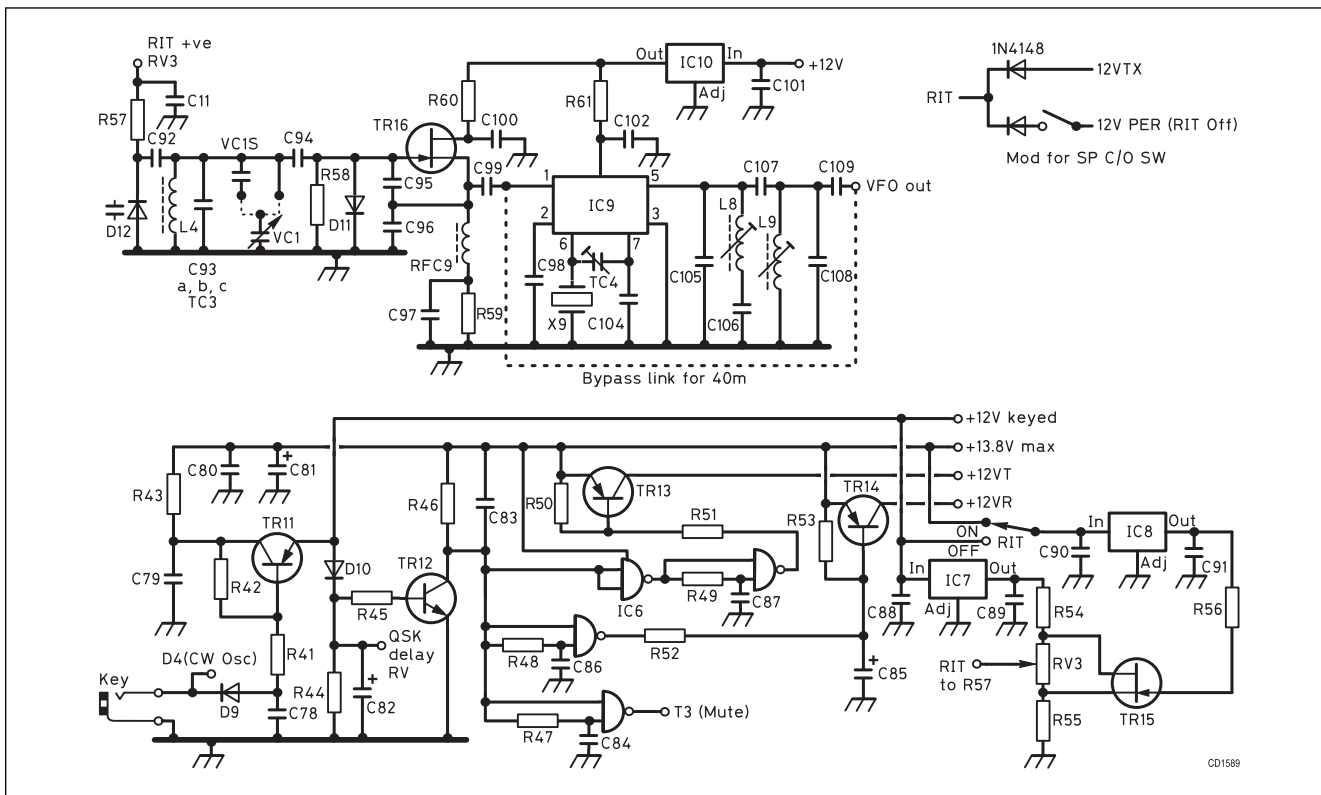 RIT +ve
RV3
R57
C11
C92
VC1S
C94
R58
D12
L4
VC1
D11
C93
a, b, c
TC3
TR16
R60
C100
C95
C96
C99
RFC9
C97
R59
Out
IC10
In
Adj
+12V
C101
R61
C102
1
5
IC9
2
3
6
7
C98
TC4
X9
C104
C105
L8
C106
C107
L9
C108
C109
VFO out
Bypass link for 40m
1N4148
12VTX
RIT
12V PER (RIT Off)
Mod for SP C/O SW
+12V keyed
+13.8V max
+12VT
+12VR
R43
C80
C81
TR11
C79
R42
R41
D4(CW Osc)
Key
D9
C78
D10
R45
QSK
delay
RV
R44
C82
R46
TR12
C83
R50
TR13
R51
IC6
R49
C87
R48
C86
R52
R47
C84
T3 (Mute)
R53
TR14
C85
ON
RIT
OFF
In
IC7
Out
Adj
C88
C89
C90
In
IC8
Out
Adj
C91
R54
R56
RIT
to R57
RV3
R55
TR15
CD1589